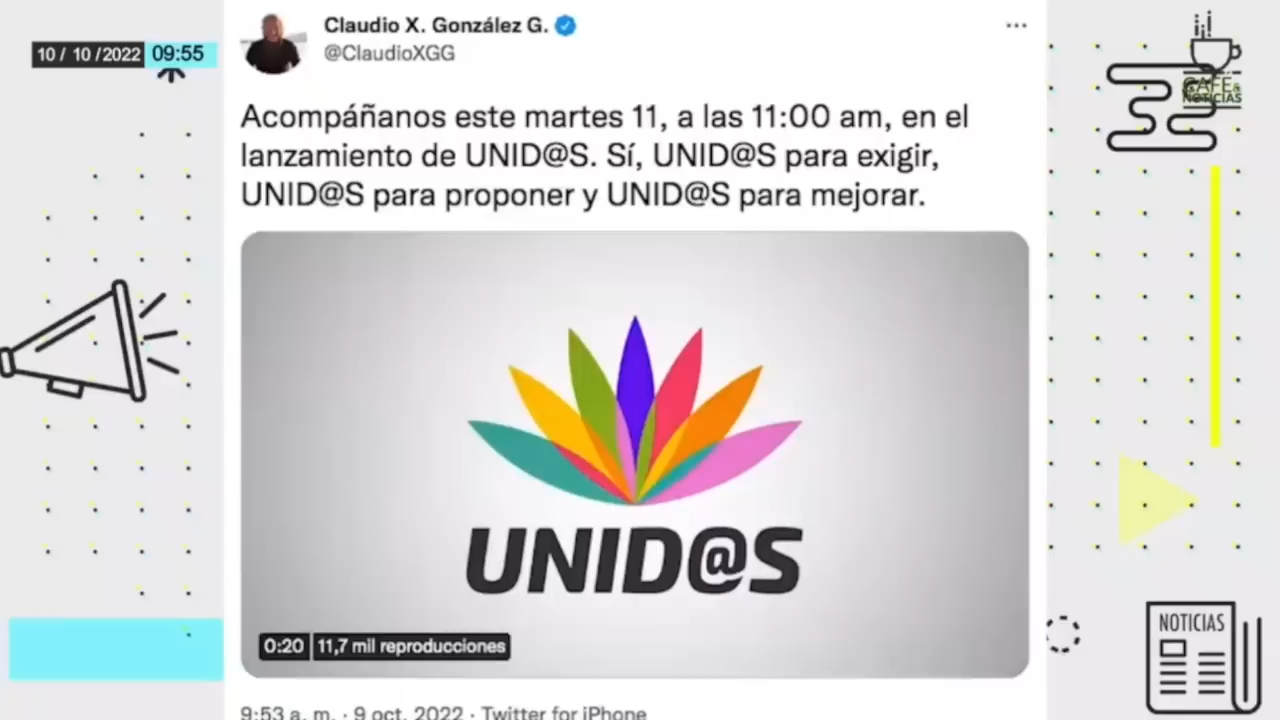 10/ 10 /2022 09:55
Claudio X. González G.
@ClaudioXGG
CAFÉ&
NOTICIAS
Acompáñanos este martes 11, a las 11:00 am, en el
lanzamiento de UNID@S. Sí, UNID@S para exigir,
UNID@S para proponer y UNID@S para mejorar.
UNID@S
0:20 11,7 mil reproducciones
NOTICIAS
9:53 a. m. · 9 oct. 2022 · Twitter for iPhone